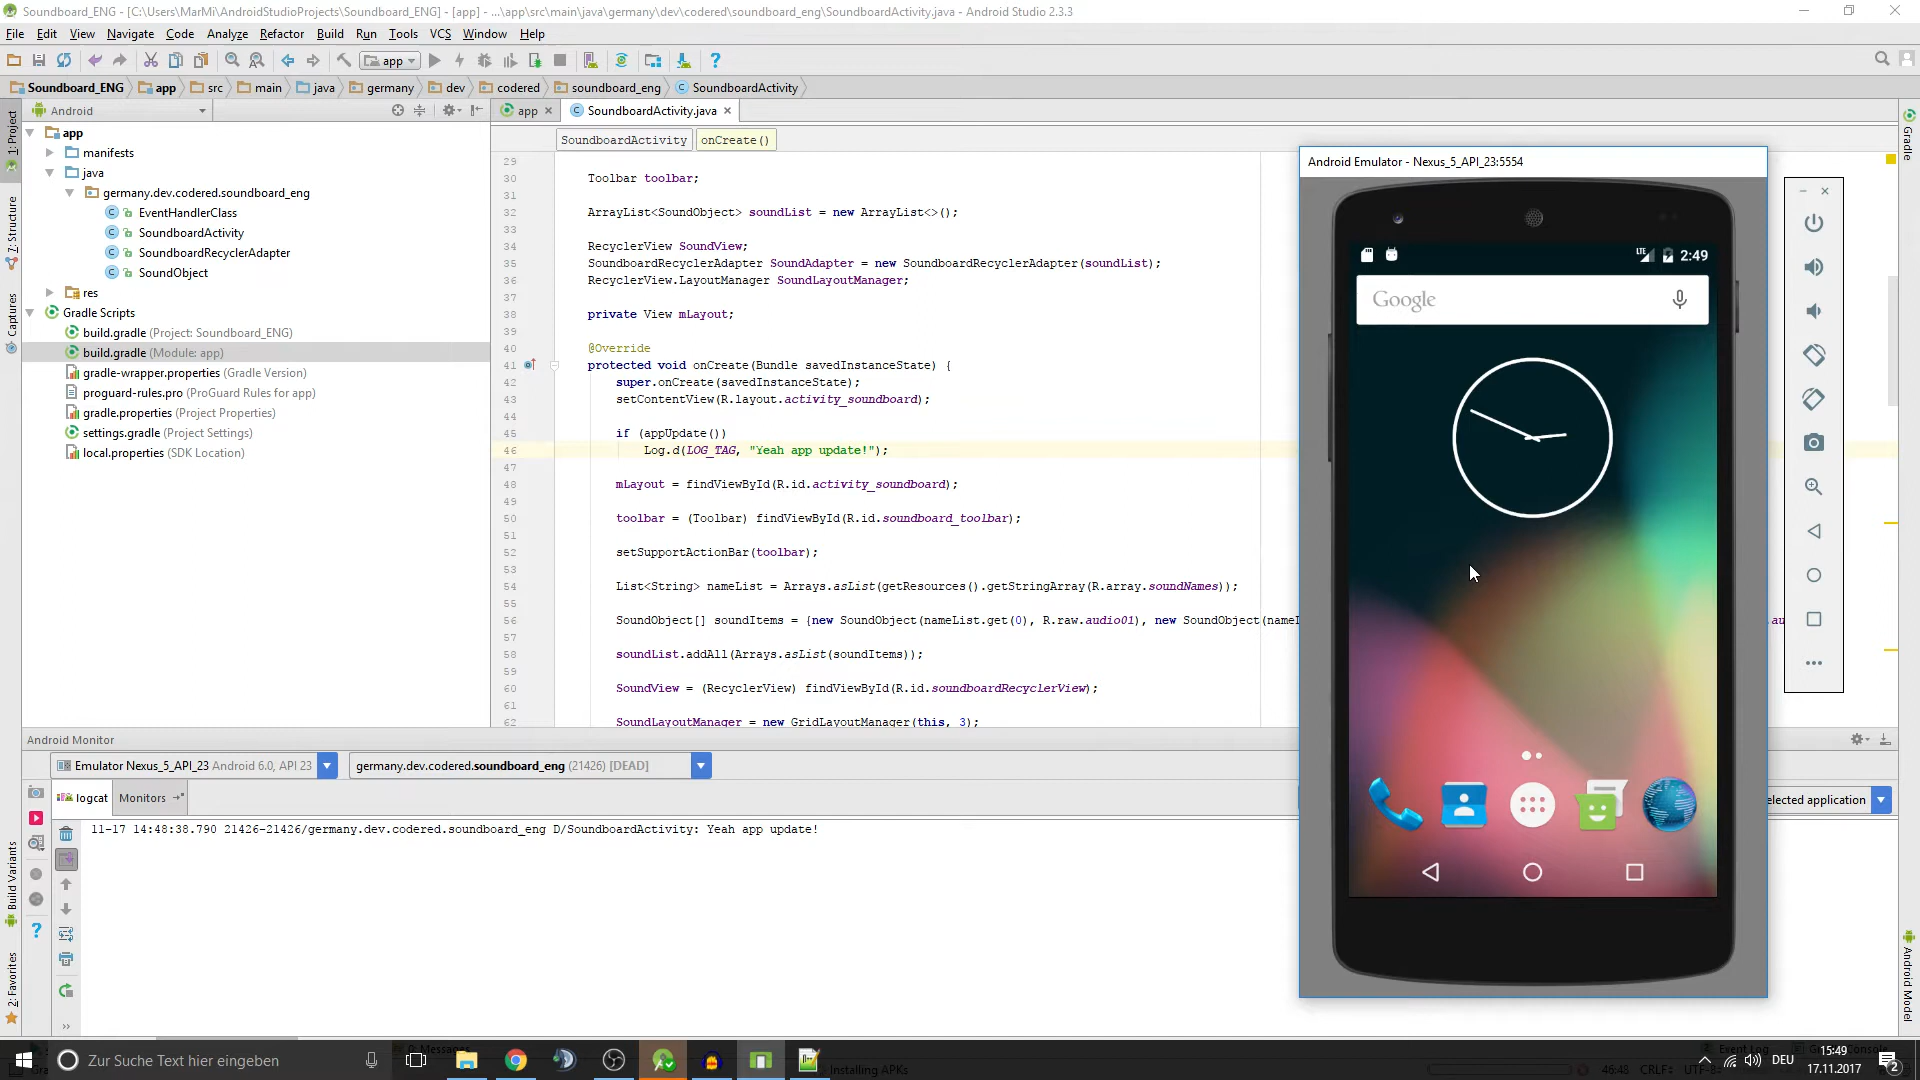 Soundboard_ENG - [C:\Users\MarMi\AndroidStudioProjects\Soundboard_ENG] - [app] - ...\app\src\main\java\germany\dev\codered\soundboard_eng\SoundboardActivity.java - Android Studio 2.3.3
File Edit View Navigate Code Analyze Refactor Build Run Tools VCS Window Help
app
Soundboard_ENG app src main java germany dev codered soundboard_eng SoundboardActivity
Android
app
manifests
java
germany.dev.codered.soundboard_eng
EventHandlerClass
SoundboardActivity
SoundboardRecyclerAdapter
SoundObject
res
Gradle Scripts
build.gradle (Project: Soundboard_ENG)
build.gradle (Module: app)
gradle-wrapper.properties (Gradle Version)
proguard-rules.pro (ProGuard Rules for app)
gradle.properties (Project Properties)
settings.gradle (Project Settings)
local.properties (SDK Location)
1: Project
7: Structure
Captures
Build Variants
2: Favorites
app SoundboardActivity.java
SoundboardActivity onCreate()
29
30 Toolbar toolbar;
31
32 ArrayList<SoundObject> soundList = new ArrayList<>();
33
34 RecyclerView SoundView;
35 SoundboardRecyclerAdapter SoundAdapter = new SoundboardRecyclerAdapter(soundList);
36 RecyclerView.LayoutManager SoundLayoutManager;
37
38 private View mLayout;
39
40 @Override
41 protected void onCreate(Bundle savedInstanceState) {
42 super.onCreate(savedInstanceState);
43 setContentView(R.layout.activity_soundboard);
44
45 if (appUpdate())
46 Log.d(LOG_TAG, "Yeah app update!");
47
48 mLayout = findViewById(R.id.activity_soundboard);
49
50 toolbar = (Toolbar) findViewById(R.id.soundboard_toolbar);
51
52 setSupportActionBar(toolbar);
53
54 List<String> nameList = Arrays.asList(getResources().getStringArray(R.array.soundNames));
55
56 SoundObject[] soundItems = {new SoundObject(nameList.get(0), R.raw.audio01), new SoundObject(nameL
57
58 soundList.addAll(Arrays.asList(soundItems));
59
60 SoundView = (RecyclerView) findViewById(R.id.soundboardRecyclerView);
61
62 SoundLayoutManager = new GridLayoutManager(this, 3);
Android Emulator - Nexus_5_API_23:5554
LTE 2:49
Google
Gradle
Android Model
Android Monitor
Emulator Nexus_5_API_23 Android 6.0, API 23
germany.dev.codered.soundboard_eng (21426) [DEAD]
logcat Monitors
elected application
11-17 14:48:38.790 21426-21426/germany.dev.codered.soundboard_eng D/SoundboardActivity: Yeah app update!
Installing APKs
46:48 CRLF UTF-8
Zur Suche Text hier eingeben
DEU
15:49
17.11.2017
2